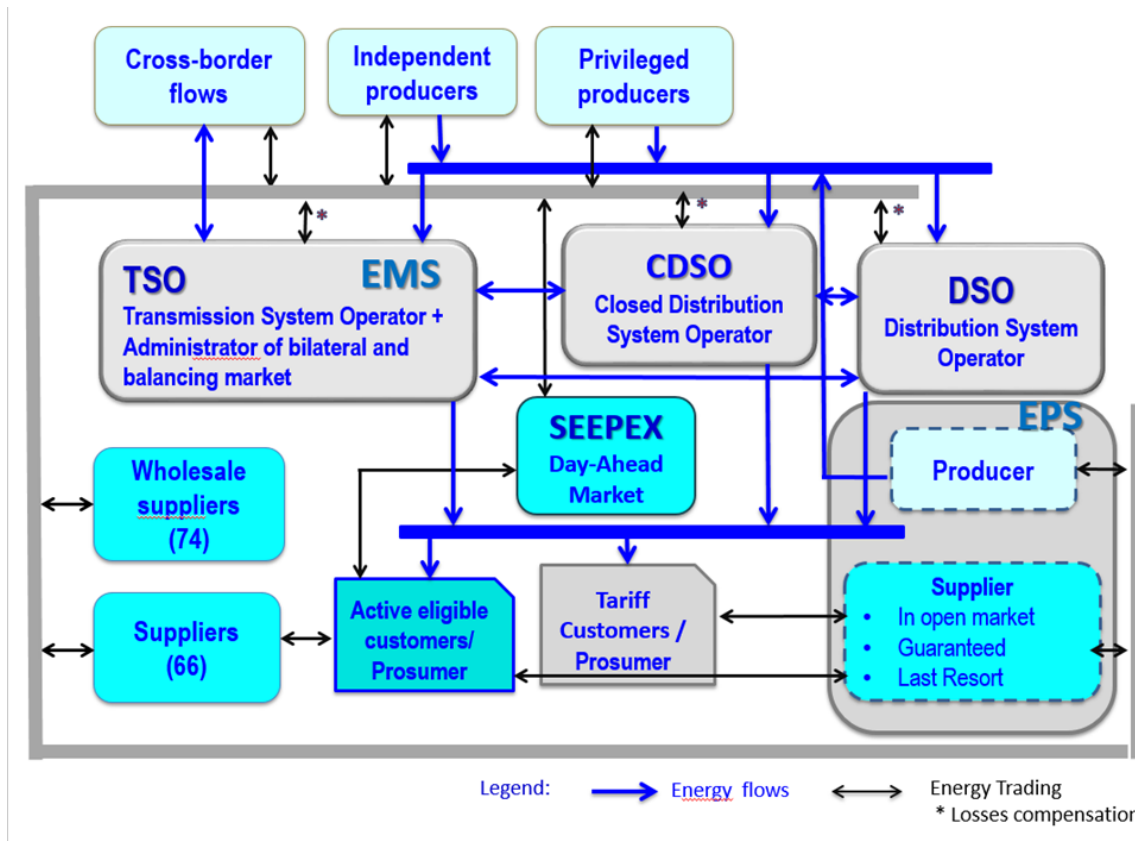 Cross-border
flows
Independent
producers
Privileged
producers
*
*
*
TSO
EMS
Transmission System Operator +
Administrator of bilateral and
balancing market
CDSO
Closed Distribution
System Operator
DSO
Distribution System
Operator
SEEPEX
Day-Ahead
Market
EPS
Producer
Wholesale
suppliers
(74)
Suppliers
(66)
Active eligible
customers/
Prosumer
Tariff
Customers /
Prosumer
Supplier
• In open market
• Guaranteed
• Last Resort
Legend:
Energy flows
Energy Trading
* Losses compensation